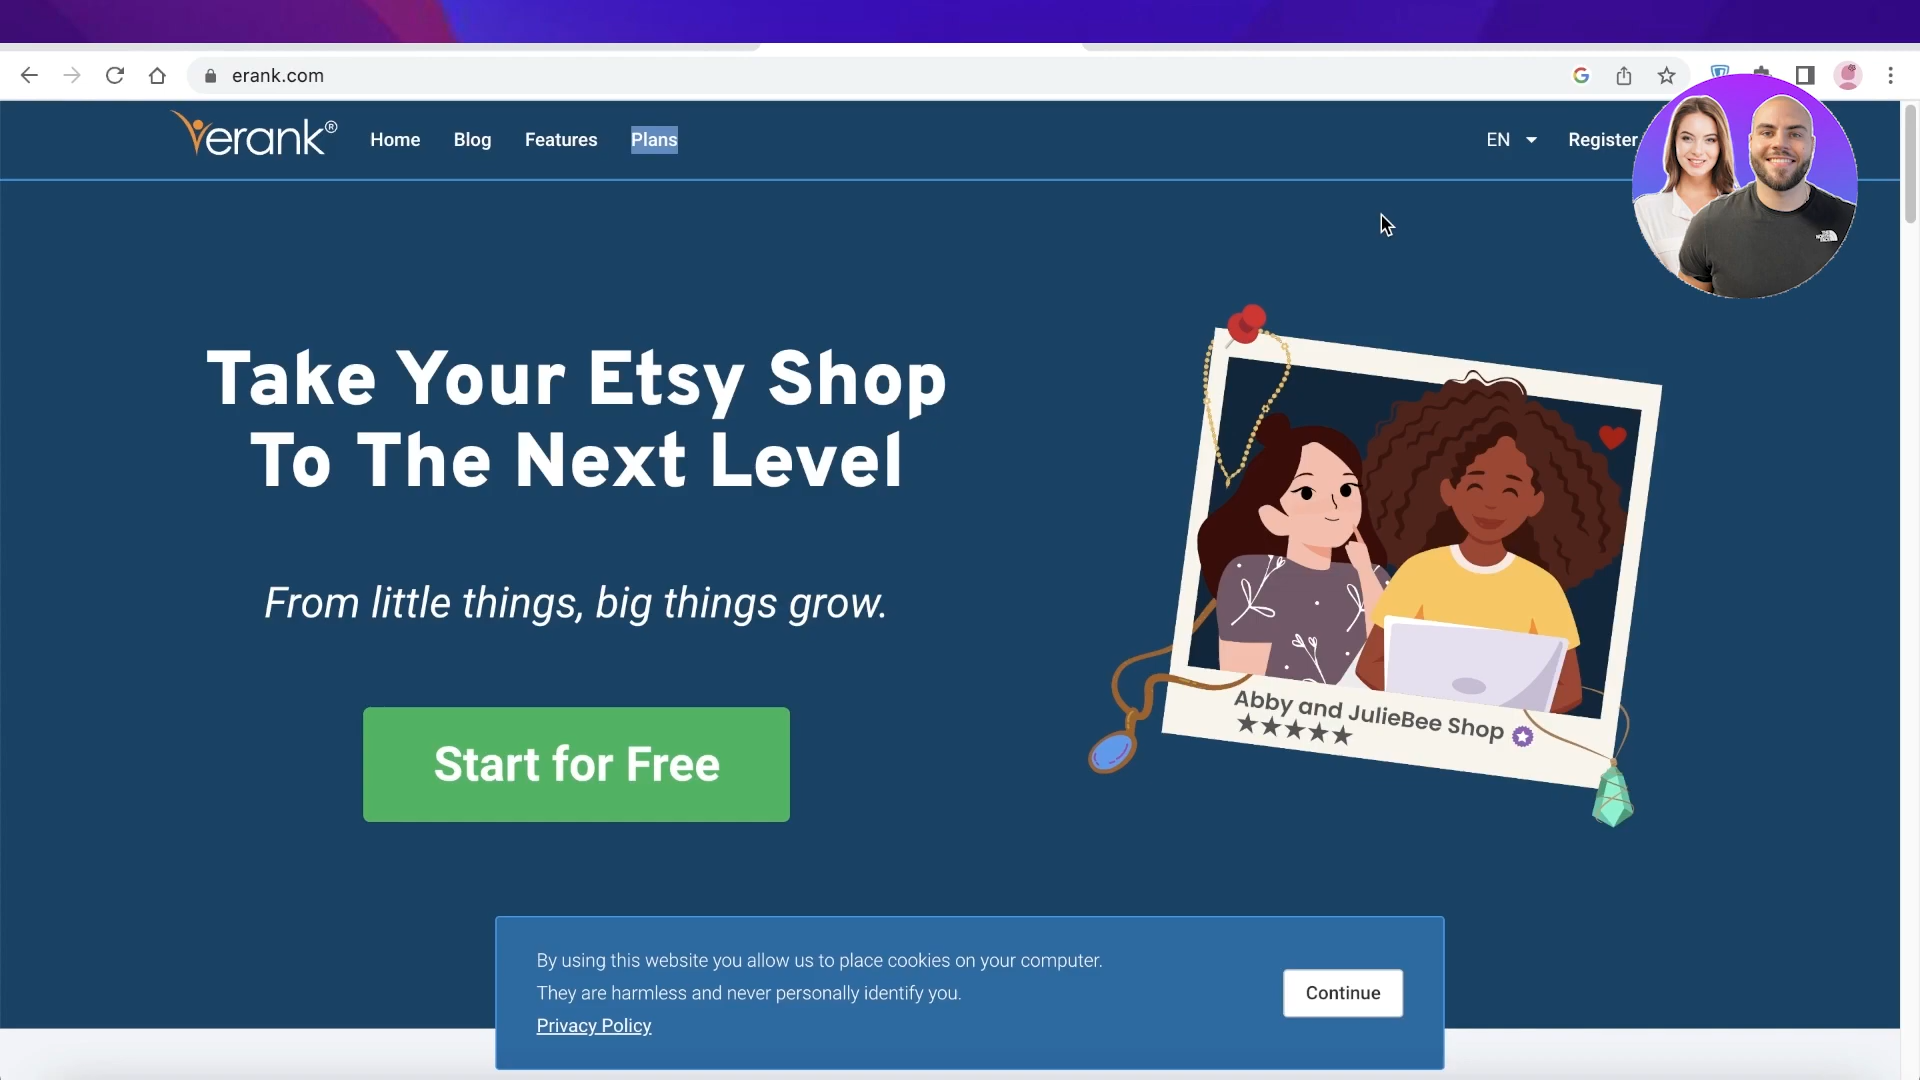 erank.com
erank®
Home
Blog
Features
Plans
EN
Register
Take Your Etsy Shop
To The Next Level
From little things, big things grow.
Start for Free
Abby and JulieBee Shop
★★★★★
By using this website you allow us to place cookies on your computer.
They are harmless and never personally identify you.
Privacy Policy
Continue